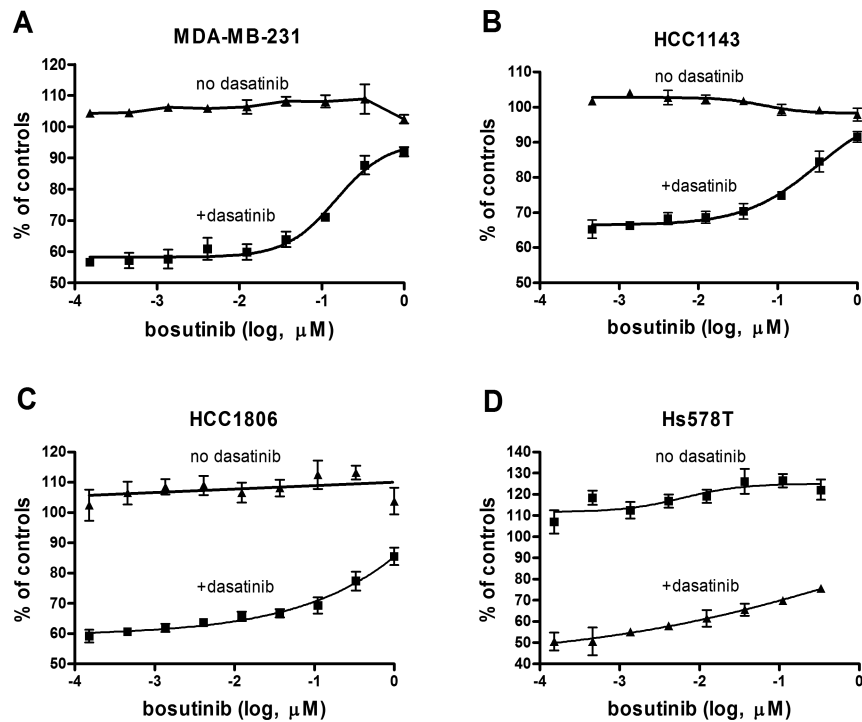 A
MDA-MB-231
120
110
100
90
80
70
60
50
no dasatinib
+dasatinib
% of controls
-4 -3 -2 -1 0
bosutinib (log, μM)
B
HCC1143
110
100
90
80
70
60
50
no dasatinib
+dasatinib
% of controls
-4 -3 -2 -1 0
bosutinib (log, μM)
C
HCC1806
120
110
100
90
80
70
60
50
no dasatinib
+dasatinib
% of controls
-4 -3 -2 -1 0
bosutinib (log, μM)
D
Hs578T
140
130
120
110
100
90
80
70
60
50
40
no dasatinib
+dasatinib
% of controls
-4 -3 -2 -1 0
bosutinib (log, μM)